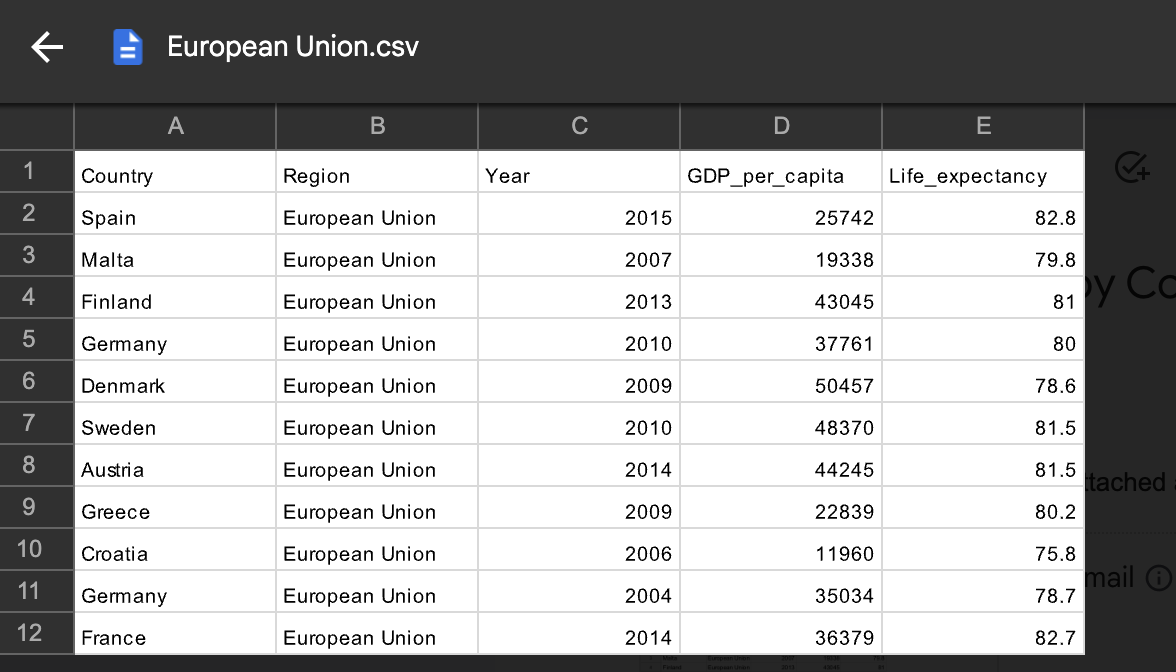 European Union.csv
A B C D E
1 Country Region Year GDP_per_capita Life_expectancy
2 Spain European Union 2015 25742 82.8
3 Malta European Union 2007 19338 79.8
4 Finland European Union 2013 43045 81
5 Germany European Union 2010 37761 80
6 Denmark European Union 2009 50457 78.6
7 Sweden European Union 2010 48370 81.5
8 Austria European Union 2014 44245 81.5
9 Greece European Union 2009 22839 80.2
10 Croatia European Union 2006 11960 75.8
11 Germany European Union 2004 35034 78.7
12 France European Union 2014 36379 82.7
by Co
ttached
mail